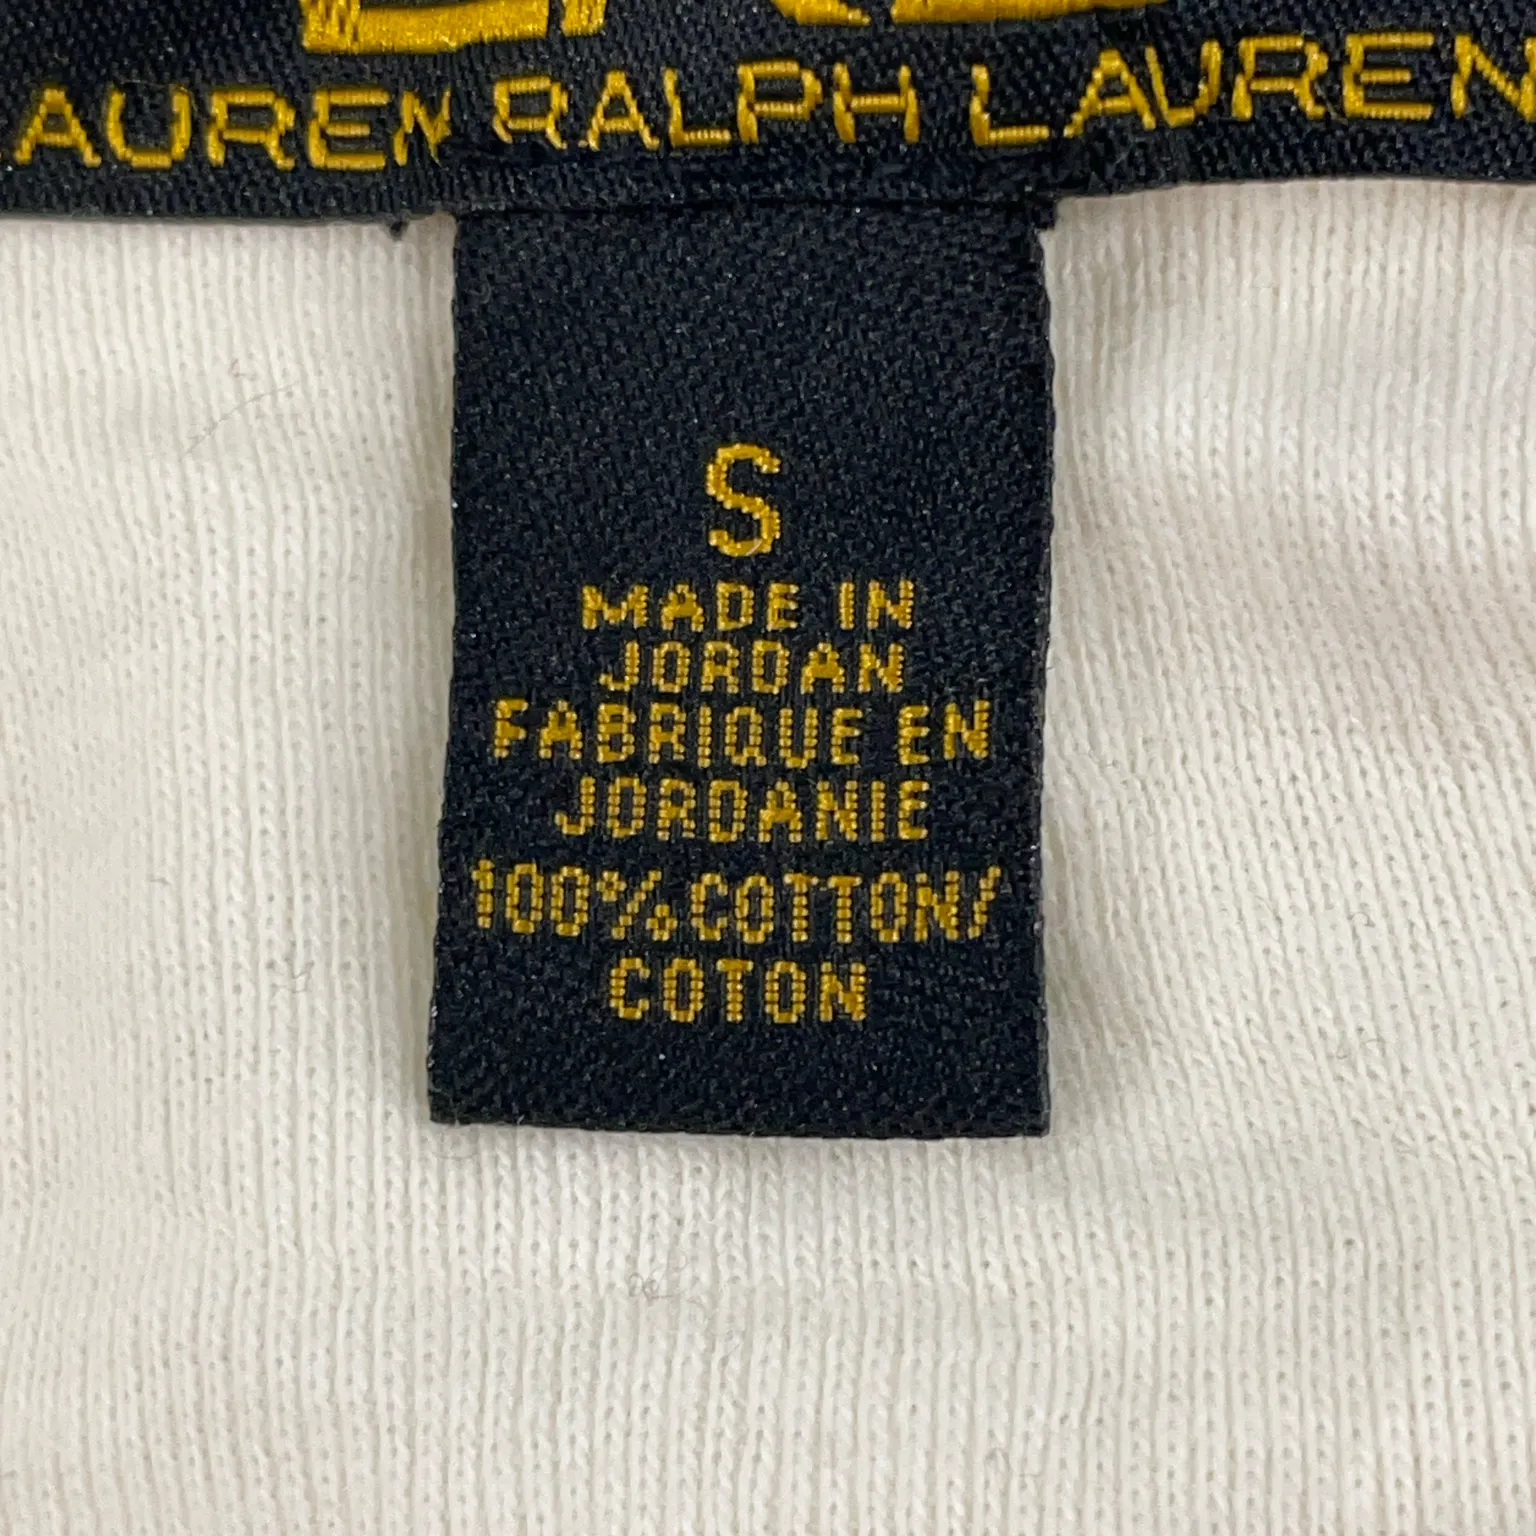 LAUREN RALPH LAUREN
S
MADE IN
JORDAN
FABRIQUE EN
JORDANIE
100% COTTON/
COTON